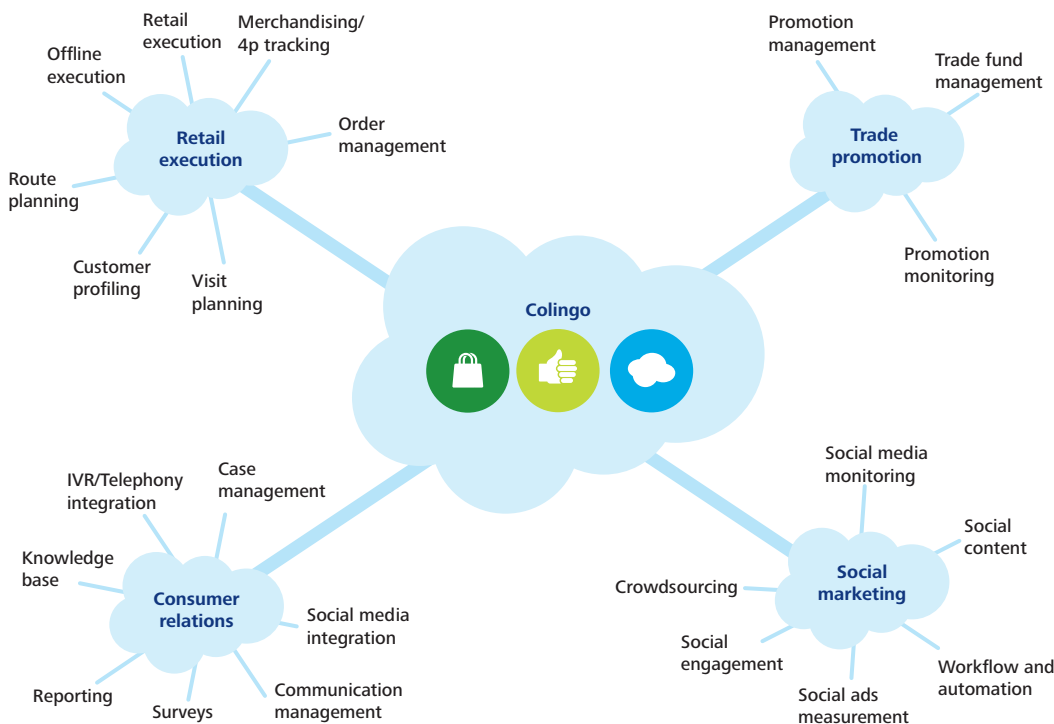 Retail
execution
Merchandising/
4p tracking
Offline
execution
Order
management
Retail
execution
Route
planning
Customer
profiling
Visit
planning
Promotion
management
Trade fund
management
Trade
promotion
Promotion
monitoring
Colingo
IVR/Telephony
integration
Case
management
Knowledge
base
Consumer
relations
Social media
integration
Reporting
Surveys
Communication
management
Social media
monitoring
Social
content
Crowdsourcing
Social
marketing
Social
engagement
Social ads
measurement
Workflow and
automation